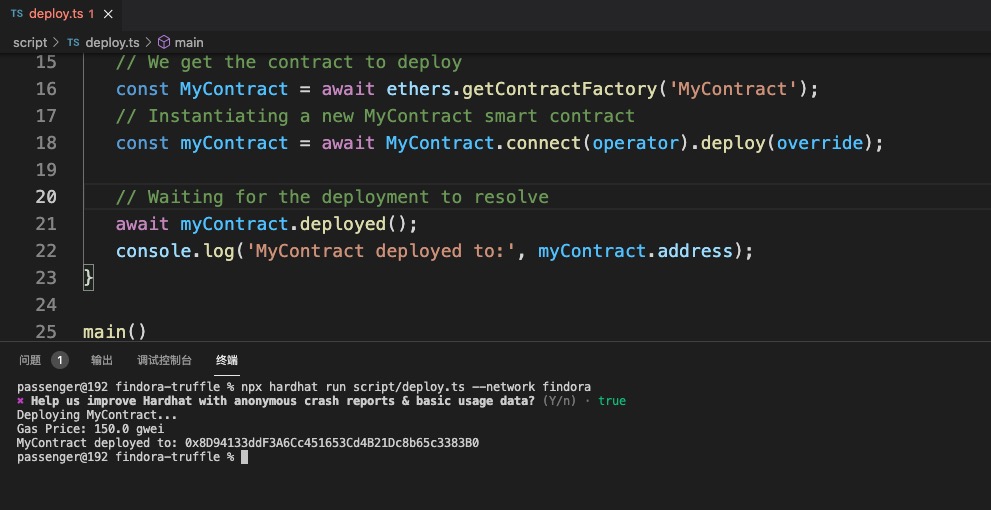 TS deploy.ts 1 ×
script > TS deploy.ts > main
15 // We get the contract to deploy
16 const MyContract = await ethers.getContractFactory('MyContract');
17 // Instantiating a new MyContract smart contract
18 const myContract = await MyContract.connect(operator).deploy(override);
19
20 // Waiting for the deployment to resolve
21 await myContract.deployed();
22 console.log('MyContract deployed to:', myContract.address);
23 }
24
25 main()
问题 1 输出 调试控制台 终端
passenger@192 findora-truffle % npx hardhat run script/deploy.ts --network findora
✖ Help us improve Hardhat with anonymous crash reports & basic usage data? (Y/n) · true
Deploying MyContract...
Gas Price: 150.0 gwei
MyContract deployed to: 0x8D94133ddF3A6Cc451653Cd4B21Dc8b65c3383B0
passenger@192 findora-truffle %